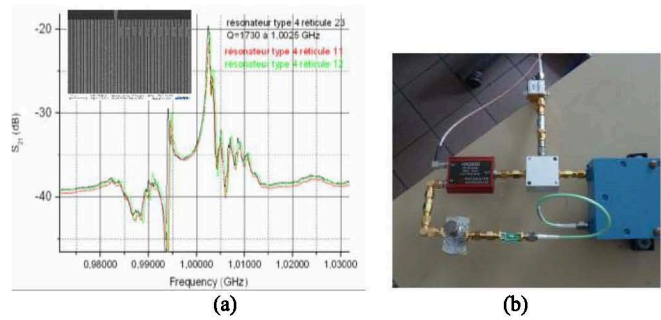 résonateur type 4 réticule 23
Q=1730 à 1,0025 GHz
résonateur type 4 réticule 11
résonateur type 4 réticule 12
-20
-30
-40
S21 (dB)
0,98000 0,99000 1,00000 1,01000 1,02000 1,03000
Frequency (GHz)
(a)
(b)